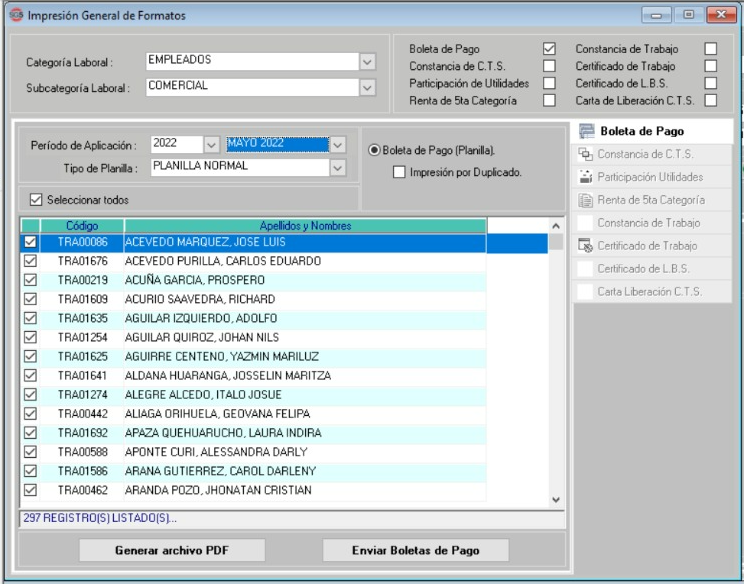 Impresión General de Formatos
Categoría Laboral :
EMPLEADOS
Subcategoría Laboral :
COMERCIAL
Boleta de Pago
Constancia de C.T.S.
Participación de Utilidades
Renta de 5ta Categoría
Constancia de Trabajo
Certificado de Trabajo
Certificado de L.B.S.
Carta de Liberación C.T.S.
Período de Aplicación :
2022
MAYO 2022
Tipo de Planilla :
PLANILLA NORMAL
Boleta de Pago (Planilla).
Impresión por Duplicado.
Seleccionar todos
Código Apellidos y Nombres
TRA00086 ACEVEDO MARQUEZ, JOSE LUIS
TRA01676 ACEVEDO PURILLA, CARLOS EDUARDO
TRA00219 ACUÑA GARCIA, PROSPERO
TRA01609 ACURIO SAAVEDRA, RICHARD
TRA01635 AGUILAR IZQUIERDO, ADOLFO
TRA01254 AGUILAR QUIROZ, JOHAN NILS
TRA01625 AGUIRRE CENTENO, YAZMIN MARILUZ
TRA01641 ALDANA HUARANGA, JOSSELIN MARITZA
TRA01274 ALEGRE ALCEDO, ITALO JOSUE
TRA00442 ALIAGA ORIHUELA, GEOVANA FELIPA
TRA01692 APAZA QUEHUARUCHO, LAURA INDIRA
TRA00588 APONTE CURI, ALESSANDRA DARLY
TRA01586 ARANA GUTIERREZ, CAROL DARLENY
TRA00462 ARANDA POZO, JHONATAN CRISTIAN
297 REGISTRO(S) LISTADO(S)...
Generar archivo PDF
Enviar Boletas de Pago
Boleta de Pago
Constancia de C.T.S.
Participación Utilidades
Renta de 5ta Categoría
Constancia de Trabajo
Certificado de Trabajo
Certificado de L.B.S.
Carta Liberación C.T.S.